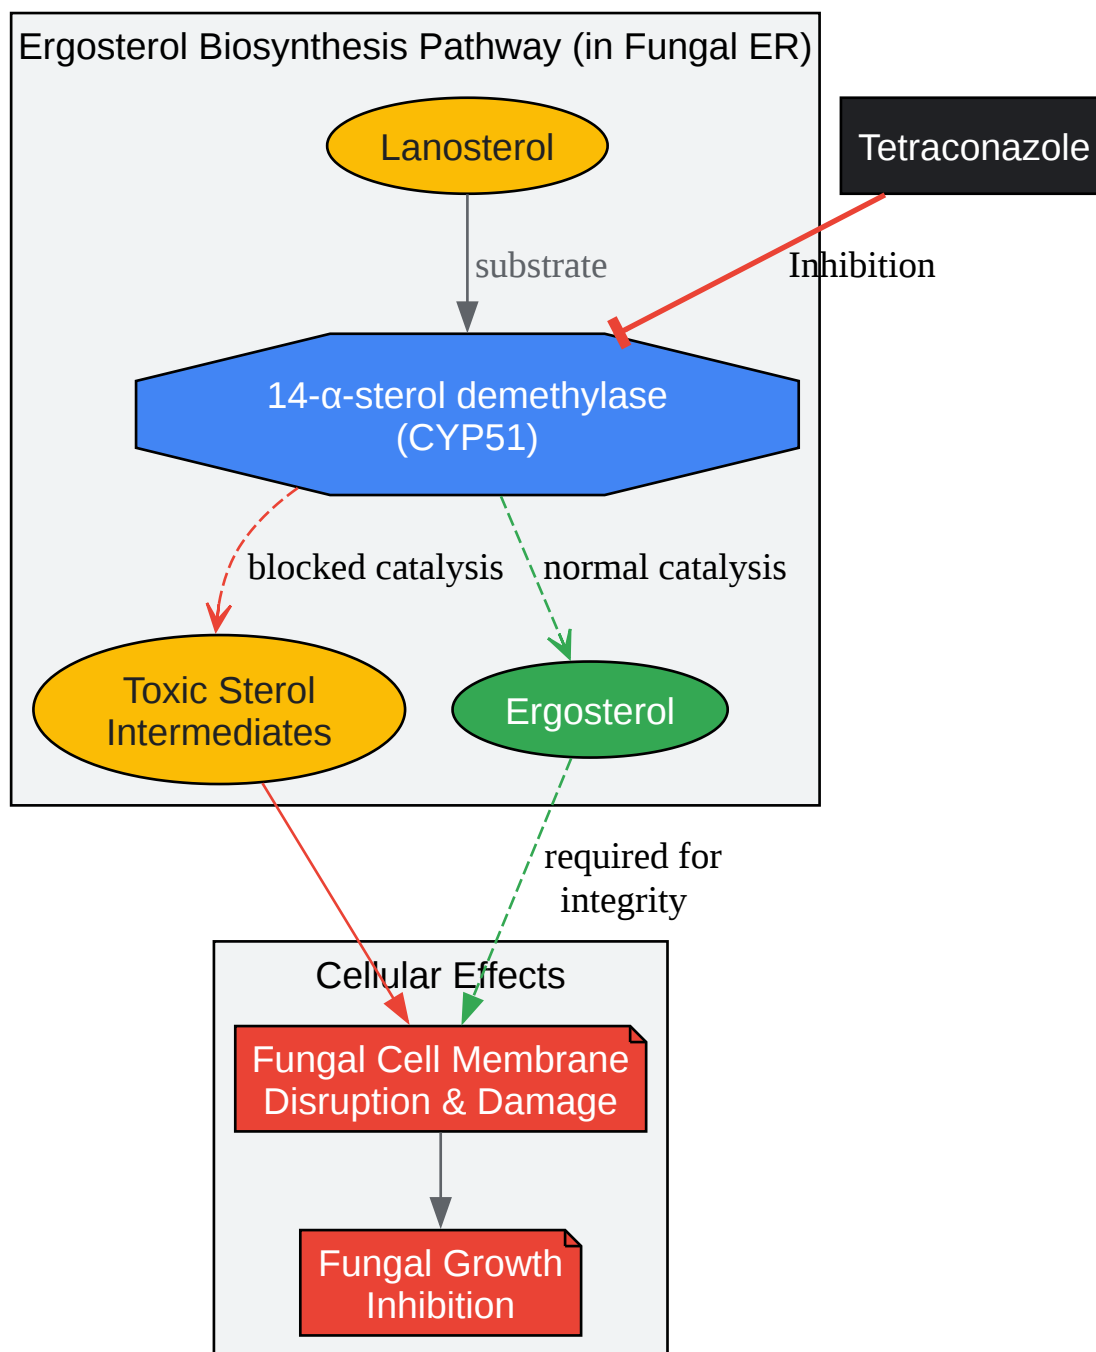 Ergosterol Biosynthesis Pathway (in Fungal ER)
Lanosterol
Tetraconazole
substrate
Inhibition
14-α-sterol demethylase
(CYP51)
blocked catalysis
normal catalysis
Toxic Sterol
Intermediates
Ergosterol
required for
integrity
Cellular Effects
Fungal Cell Membrane
Disruption & Damage
Fungal Growth
Inhibition